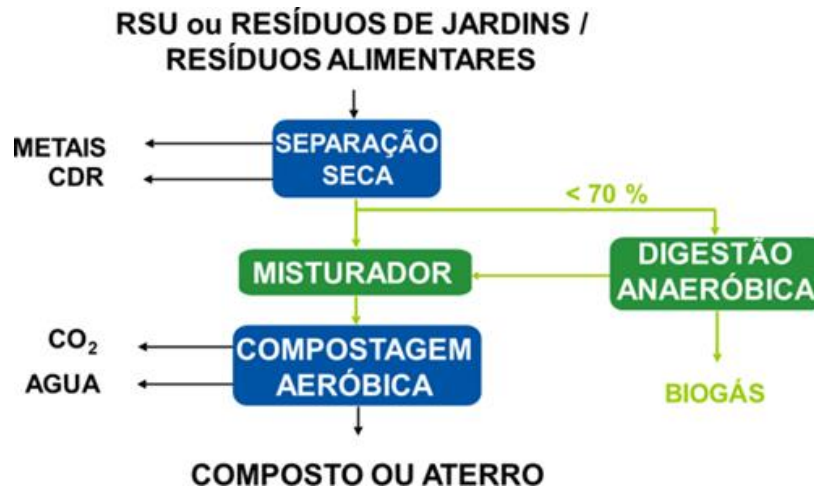 RSU ou RESÍDUOS DE JARDINS /
RESÍDUOS ALIMENTARES
SEPARAÇÃO
SECA
METAIS
CDR
< 70 %
MISTURADOR
DIGESTÃO
ANAERÓBICA
CO₂
AGUA
COMPOSTAGEM
AERÓBICA
BIOGÁS
COMPOSTO OU ATERRO